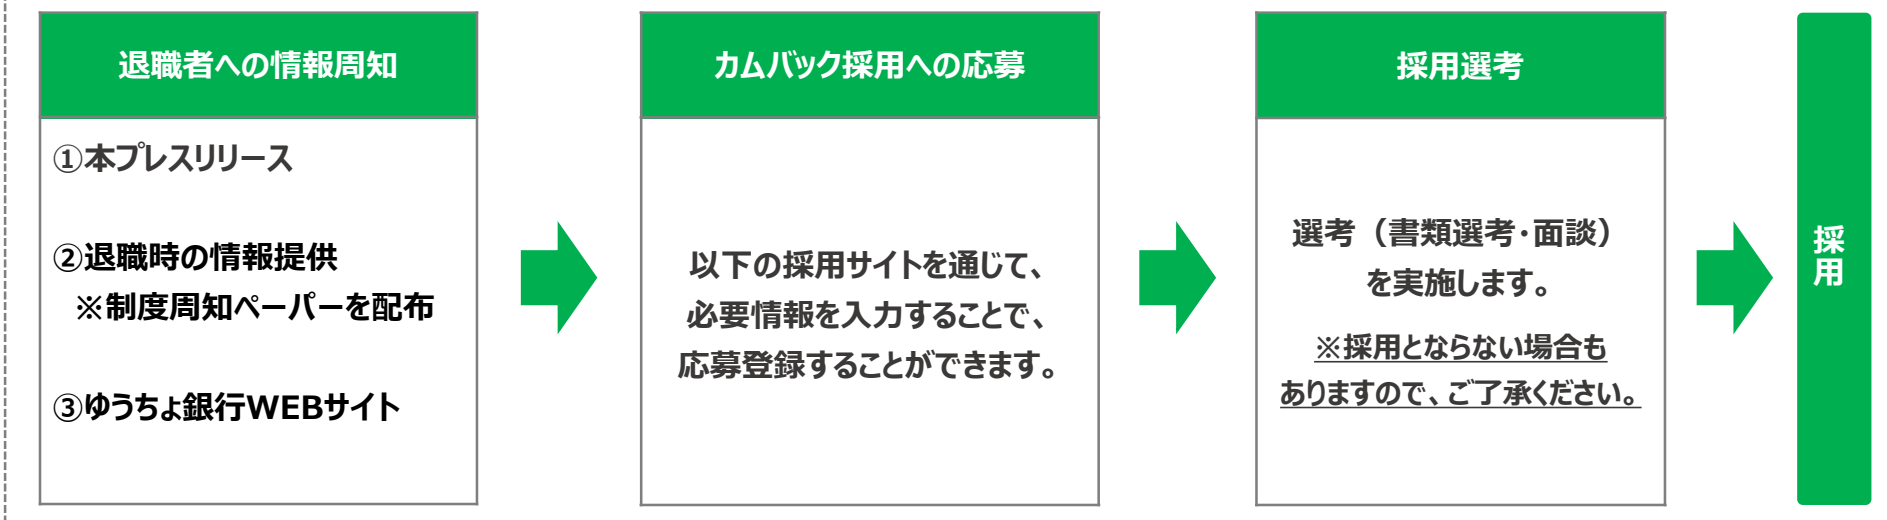 退職者への情報周知
①本プレスリリース
②退職時の情報提供
※制度周知ペーパーを配布
③ゆうちょ銀行WEBサイト
カムバック採用への応募
以下の採用サイトを通じて、
必要情報を入力することで、
応募登録することができます。
採用選考
選考（書類選考・面談）
を実施します。
※採用とならない場合も
ありますので、ご了承ください。
採用